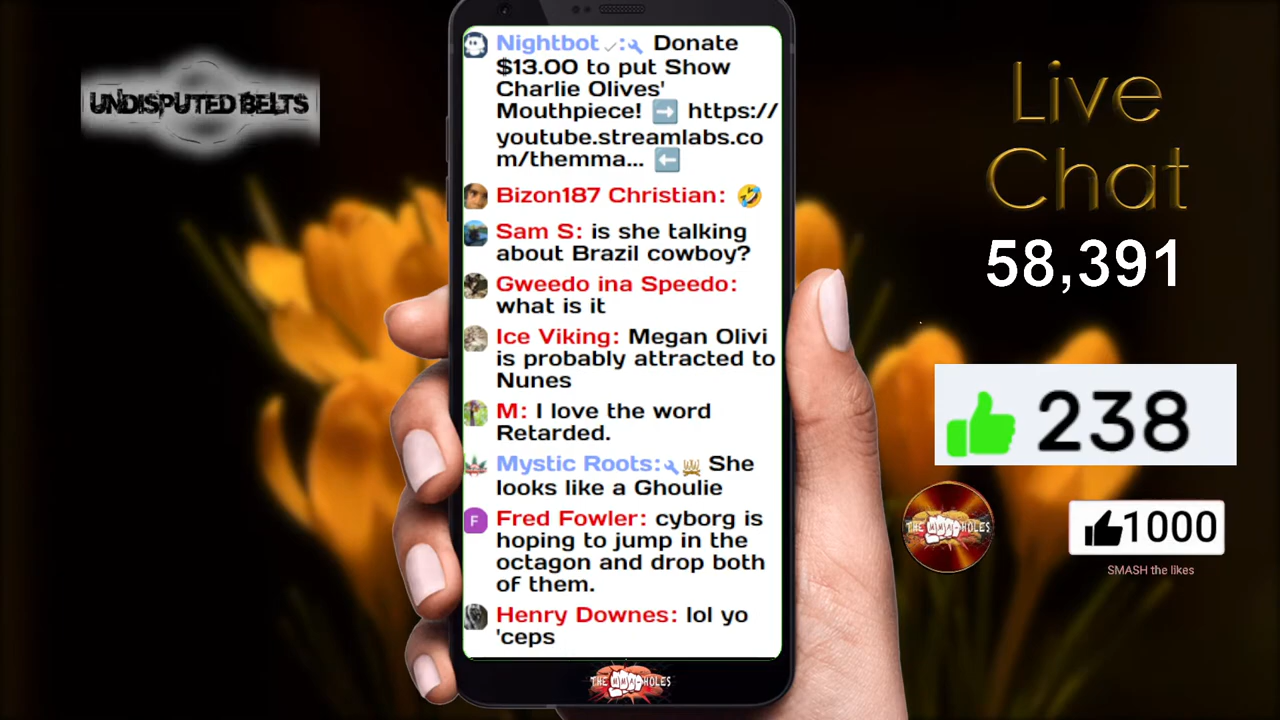 UNDISPUTED BELTS
Nightbot ✓:🔧 Donate
$13.00 to put Show
Charlie Olives'
Mouthpiece! ➡️ https://
youtube.streamlabs.co
m/themma... ⬅️
Bizon187 Christian: 🤣
Sam S: is she talking
about Brazil cowboy?
Gweedo ina Speedo:
what is it
Ice Viking: Megan Olivi
is probably attracted to
Nunes
M: I love the word
Retarded.
Mystic Roots: She
looks like a Ghoulie
F
Fred Fowler: cyborg is
hoping to jump in the
octagon and drop both
of them.
Henry Downes: lol yo
'ceps
THE MMA-HOLES
Live
Chat
58,391
238
THE MMA-HOLES
1000
SMASH the likes